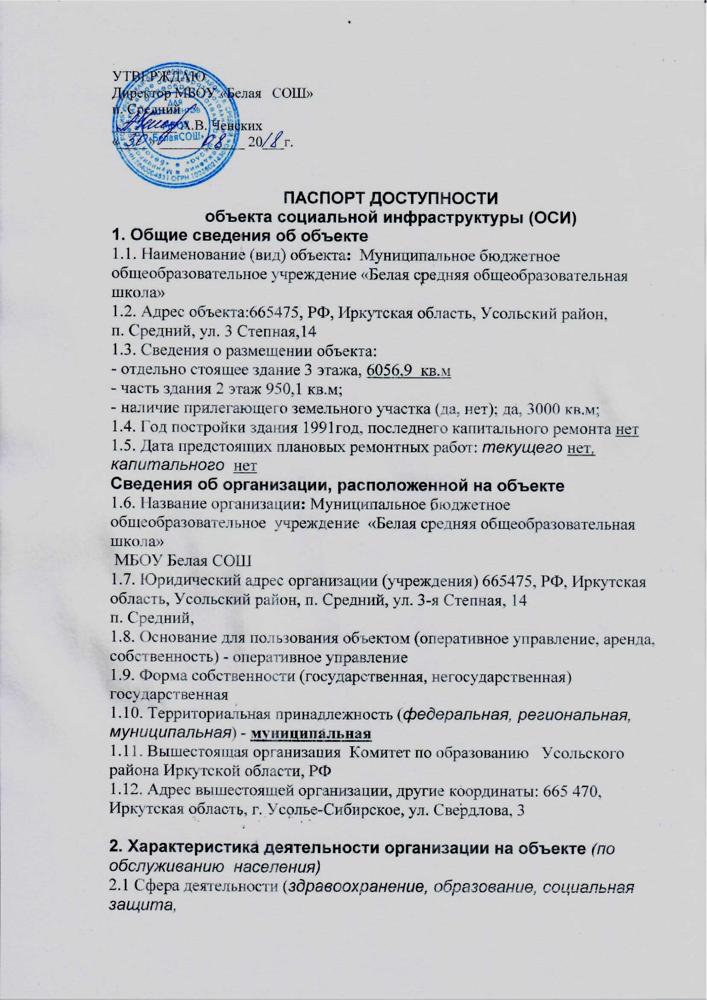 УТВЕРЖДАЮ
Директор МБОУ «Белая СОШ»
п. Средний
А.В. Ченских
« 30 » 08 2018 г.
ДЛЯ
ДОКУМЕНТОВ
МБОУ
«БелаяСОШ»
ПАСПОРТ ДОСТУПНОСТИ
объекта социальной инфраструктуры (ОСИ)
1. Общие сведения об объекте
1.1. Наименование (вид) объекта: Муниципальное бюджетное
общеобразовательное учреждение «Белая средняя общеобразовательная
школа»
1.2. Адрес объекта:665475, РФ, Иркутская область, Усольский район,
п. Средний, ул. 3 Степная,14
1.3. Сведения о размещении объекта:
- отдельно стоящее здание 3 этажа, 6056,9 кв.м
- часть здания 2 этаж 950,1 кв.м;
- наличие прилегающего земельного участка (да, нет); да, 3000 кв.м;
1.4. Год постройки здания 1991год, последнего капитального ремонта нет
1.5. Дата предстоящих плановых ремонтных работ: текущего нет,
капитального нет
Сведения об организации, расположенной на объекте
1.6. Название организации: Муниципальное бюджетное
общеобразовательное учреждение «Белая средняя общеобразовательная
школа»
МБОУ Белая СОШ
1.7. Юридический адрес организации (учреждения) 665475, РФ, Иркутская
область, Усольский район, п. Средний, ул. 3-я Степная, 14
п. Средний,
1.8. Основание для пользования объектом (оперативное управление, аренда,
собственность) - оперативное управление
1.9. Форма собственности (государственная, негосударственная)
государственная
1.10. Территориальная принадлежность (федеральная, региональная,
муниципальная) - муниципальная
1.11. Вышестоящая организация Комитет по образованию Усольского
района Иркутской области, РФ
1.12. Адрес вышестоящей организации, другие координаты: 665 470,
Иркутская область, г. Усолье-Сибирское, ул. Свердлова, 3
2. Характеристика деятельности организации на объекте (по
обслуживанию населения)
2.1 Сфера деятельности (здравоохранение, образование, социальная
защита,